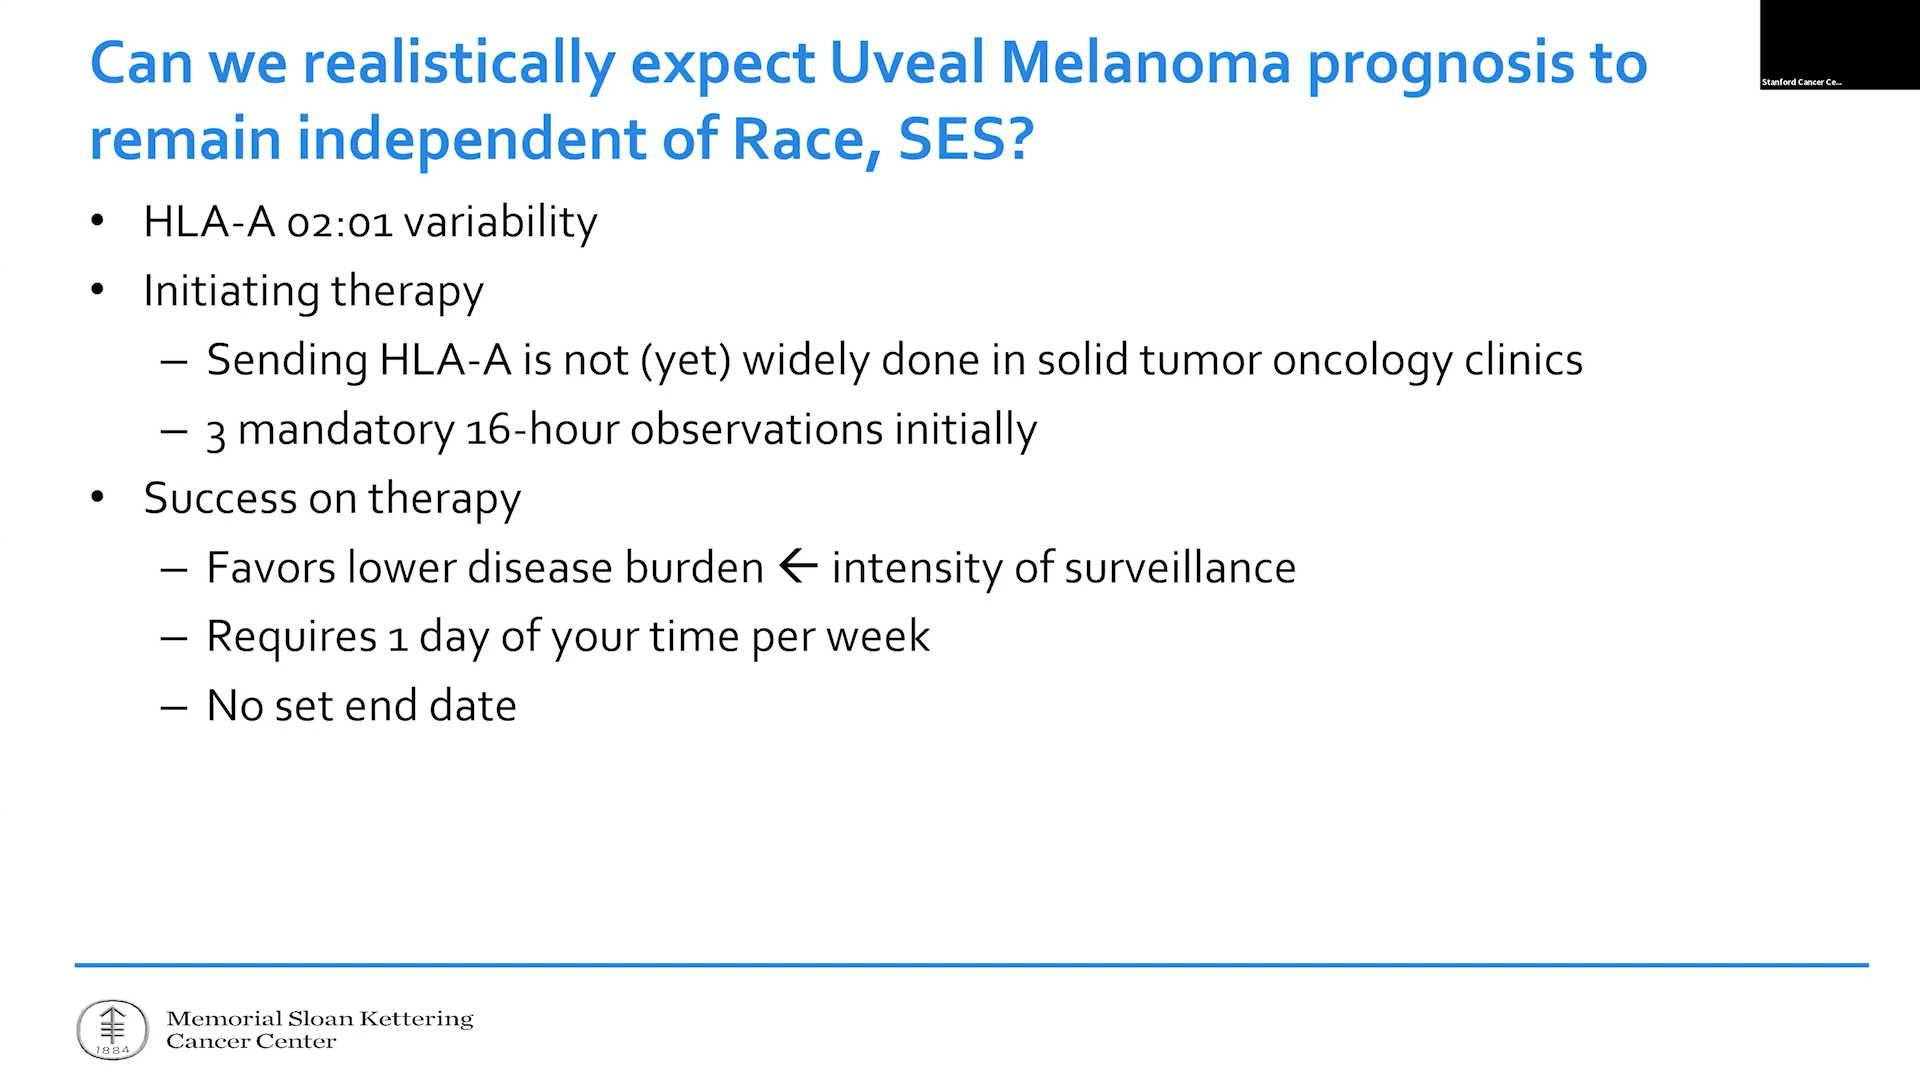 Can we realistically expect Uveal Melanoma prognosis to
remain independent of Race, SES?
Stanford Cancer Ce...
• HLA-A 02:01 variability
• Initiating therapy
– Sending HLA-A is not (yet) widely done in solid tumor oncology clinics
– 3 mandatory 16-hour observations initially
• Success on therapy
– Favors lower disease burden ← intensity of surveillance
– Requires 1 day of your time per week
– No set end date
1884
Memorial Sloan Kettering
Cancer Center